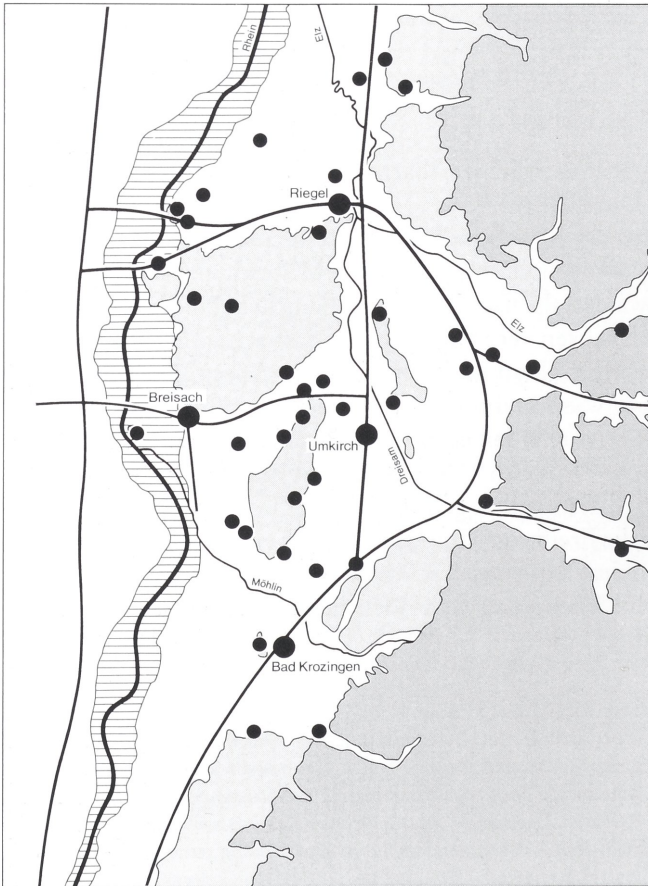 Rhein
Elz
Riegel
Elz
Breisach
Umkirch
Dreisam
Möhlin
Bad Krozingen